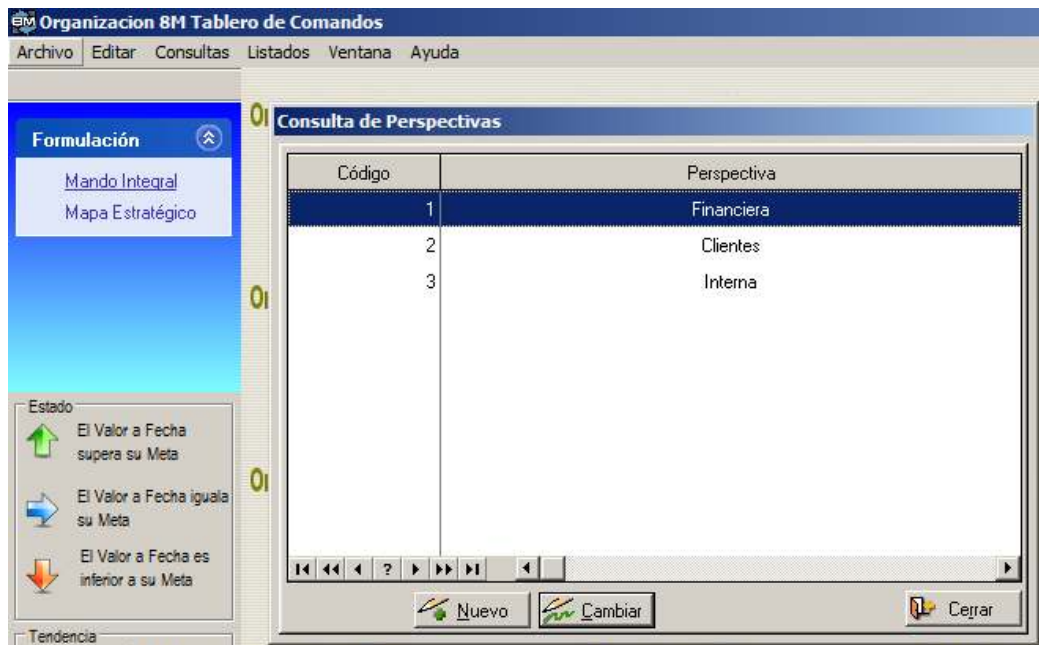 8M Organizacion 8M Tablero de Comandos
Archivo Editar Consultas Listados Ventana Ayuda
Formulación
Mando Integral
Mapa Estratégico
Estado
El Valor a Fecha
supera su Meta
El Valor a Fecha iguala
su Meta
El Valor a Fecha es
inferior a su Meta
Tendencia
Consulta de Perspectivas
Código Perspectiva
1 Financiera
2 Clientes
3 Interna
?
Nuevo Cambiar Cerrar